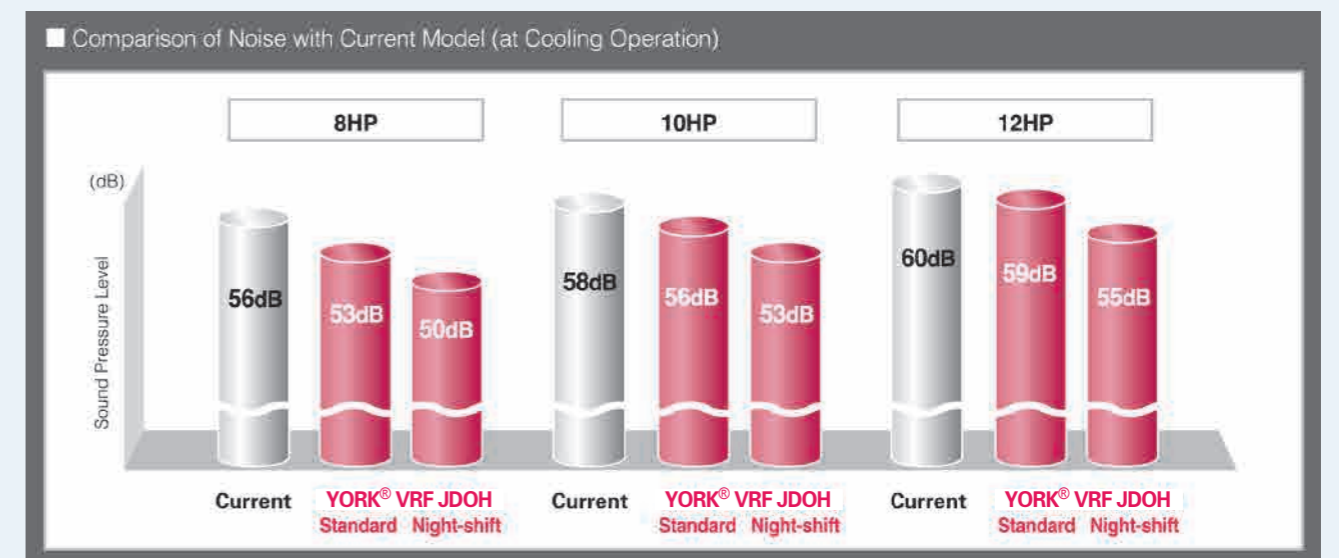 Comparison of Noise with Current Model (at Cooling Operation)
8HP
10HP
12HP
(dB)
Sound Pressure Level
56dB
53dB
50dB
58dB
56dB
53dB
60dB
59dB
55dB
Current
YORK® VRF JDOH
Standard Night-shift
Current
YORK® VRF JDOH
Standard Night-shift
Current
YORK® VRF JDOH
Standard Night-shift